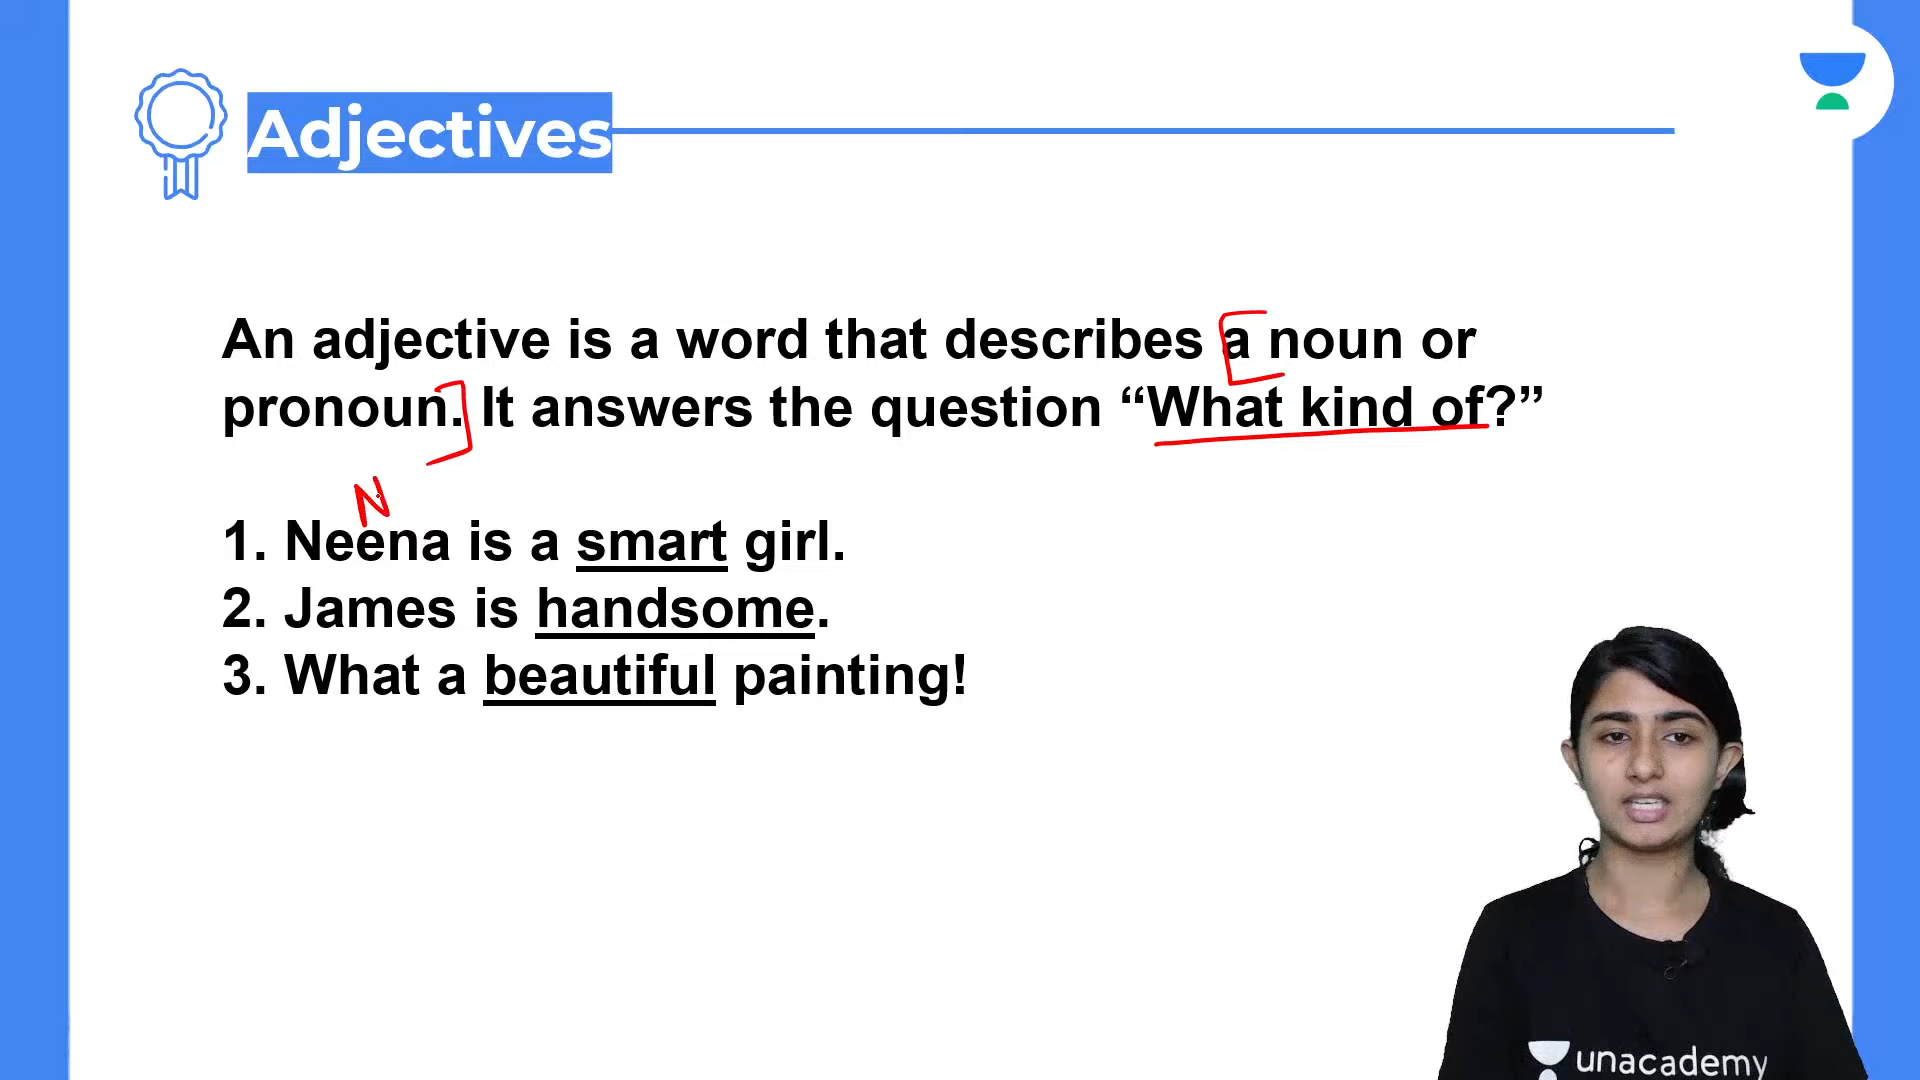 Adjectives
An adjective is a word that describes a noun or
pronoun. It answers the question “What kind of?”
N
1. Neena is a smart girl.
2. James is handsome.
3. What a beautiful painting!
unacademy